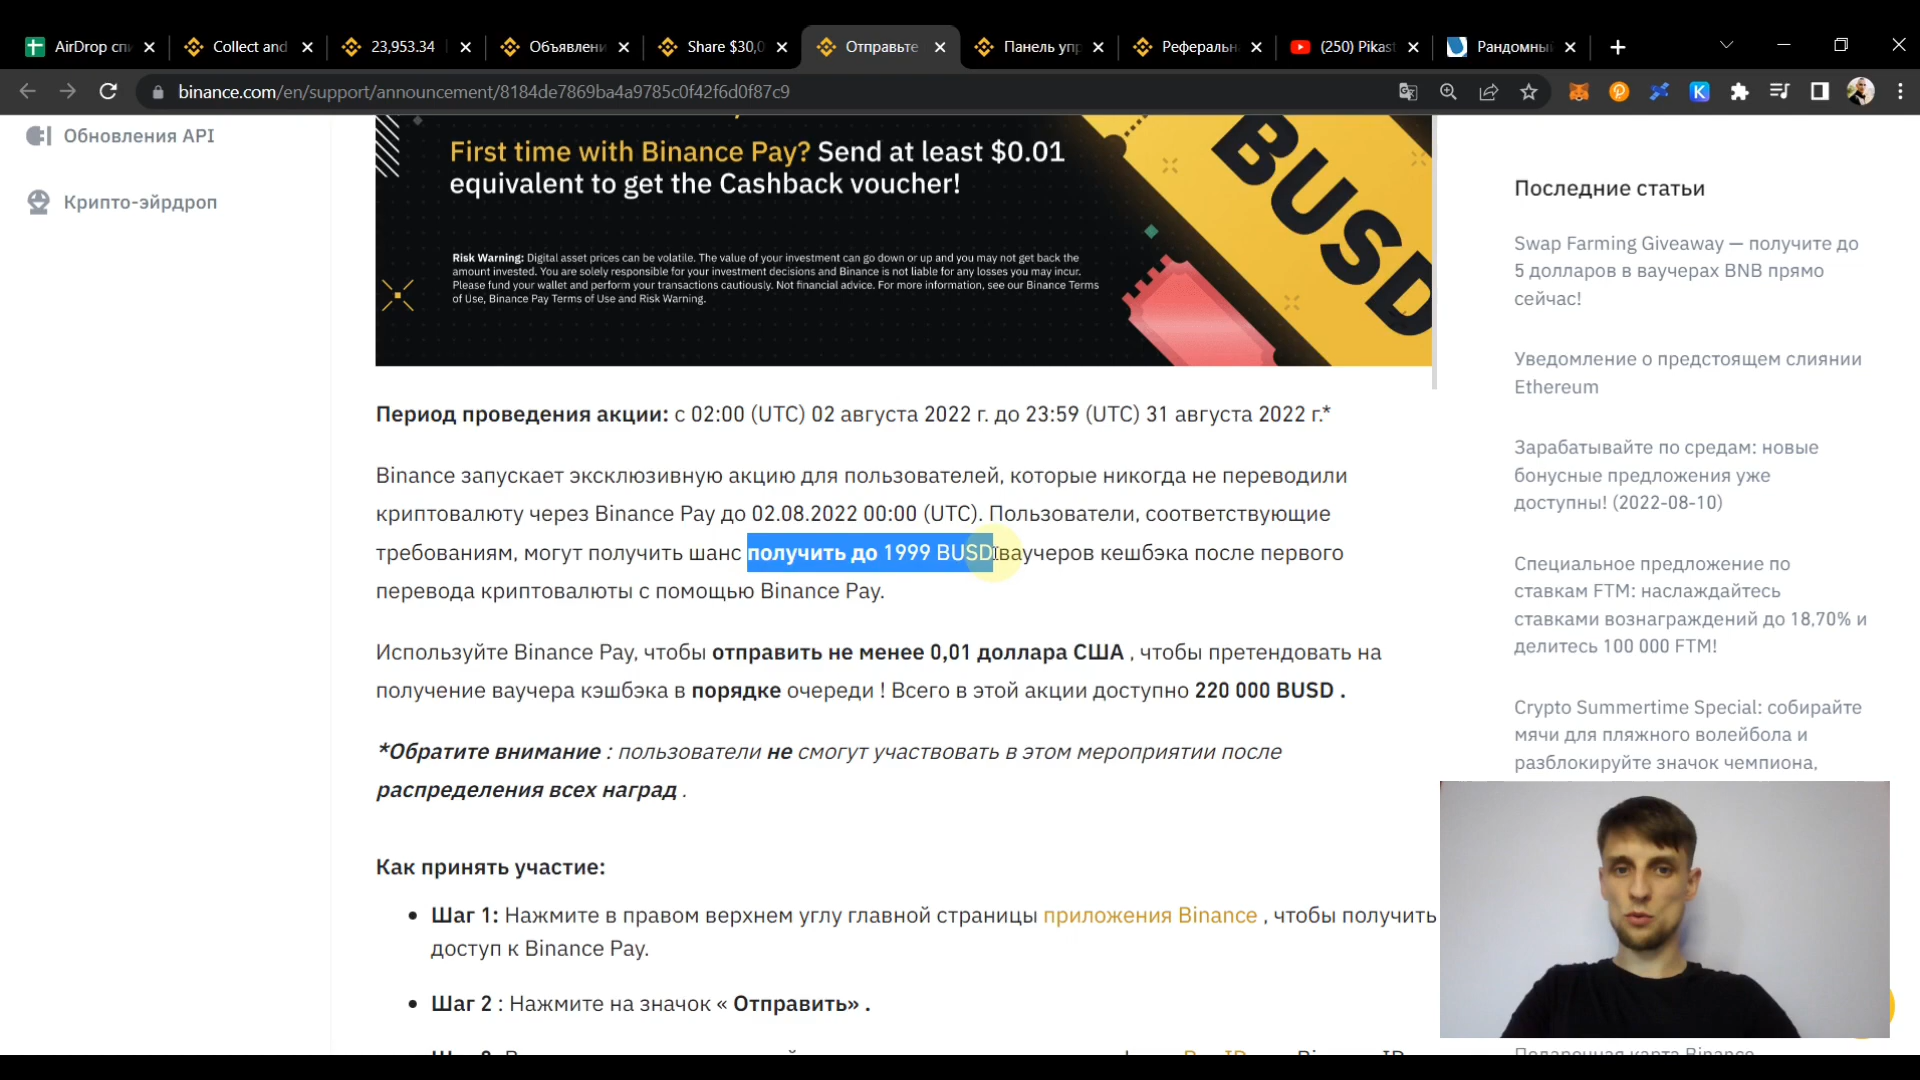 AirDrop спи
Collect and
23,953.34
Объявлени
Share $30,0
Отправьте
Панель упр
Рефераль
(250) Pikast
Рандомны
binance.com/en/support/announcement/8184de7869ba4a9785c0f42f6d0f87c9
Обновления API
Крипто-эйрдроп
First time with Binance Pay? Send at least $0.01
equivalent to get the Cashback voucher!
Risk Warning: Digital asset prices can be volatile. The value of your investment can go down or up and you may not get back the
amount invested. You are solely responsible for your investment decisions and Binance is not liable for any losses you may incur.
Please fund your wallet and perform your transactions cautiously. Not financial advice. For more information, see our Binance Terms
of Use, Binance Pay Terms of Use and Risk Warning.
BUSD
Период проведения акции: с 02:00 (UTC) 02 августа 2022 г. до 23:59 (UTC) 31 августа 2022 г.*
Binance запускает эксклюзивную акцию для пользователей, которые никогда не переводили
криптовалюту через Binance Pay до 02.08.2022 00:00 (UTC). Пользователи, соответствующие
требованиям, могут получить шанс получить до 1999 BUSD ваучеров кешбэка после первого
перевода криптовалюты с помощью Binance Pay.
Используйте Binance Pay, чтобы отправить не менее 0,01 доллара США , чтобы претендовать на
получение ваучера кэшбэка в порядке очереди ! Всего в этой акции доступно 220 000 BUSD .
*Обратите внимание : пользователи не смогут участвовать в этом мероприятии после
распределения всех наград .
Как принять участие:
Шаг 1: Нажмите в правом верхнем углу главной страницы приложения Binance , чтобы получить
доступ к Binance Pay.
Шаг 2 : Нажмите на значок « Отправить» .
Последние статьи
Swap Farming Giveaway — получите до
5 долларов в ваучерах BNB прямо
сейчас!
Уведомление о предстоящем слиянии
Ethereum
Зарабатывайте по средам: новые
бонусные предложения уже
доступны! (2022-08-10)
Специальное предложение по
ставкам FTM: наслаждайтесь
ставками вознаграждений до 18,70% и
делитесь 100 000 FTM!
Crypto Summertime Special: собирайте
мячи для пляжного волейбола и
разблокируйте значок чемпиона,
Подарочная карта Binance